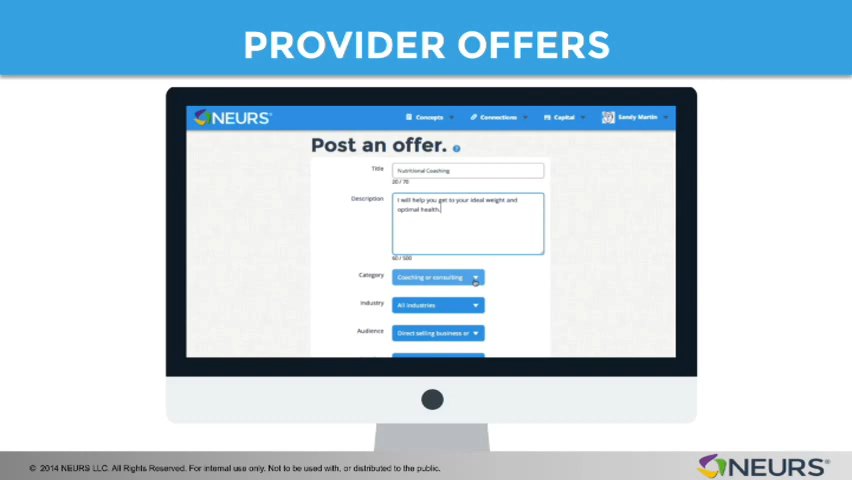 PROVIDER OFFERS
NEURS®
Concepts
Connections
Capital
Sandy Martin
Post an offer. ?
Title
Nutritional Coaching
20 / 70
Description
I will help you get to your ideal weight and
optimal health.
60 / 500
Category
Coaching or consulting
Industry
All industries
Audience
Direct selling business or
© 2014 NEURS LLC. All Rights Reserved. For internal use only. Not to be used with, or distributed to the public.
NEURS®